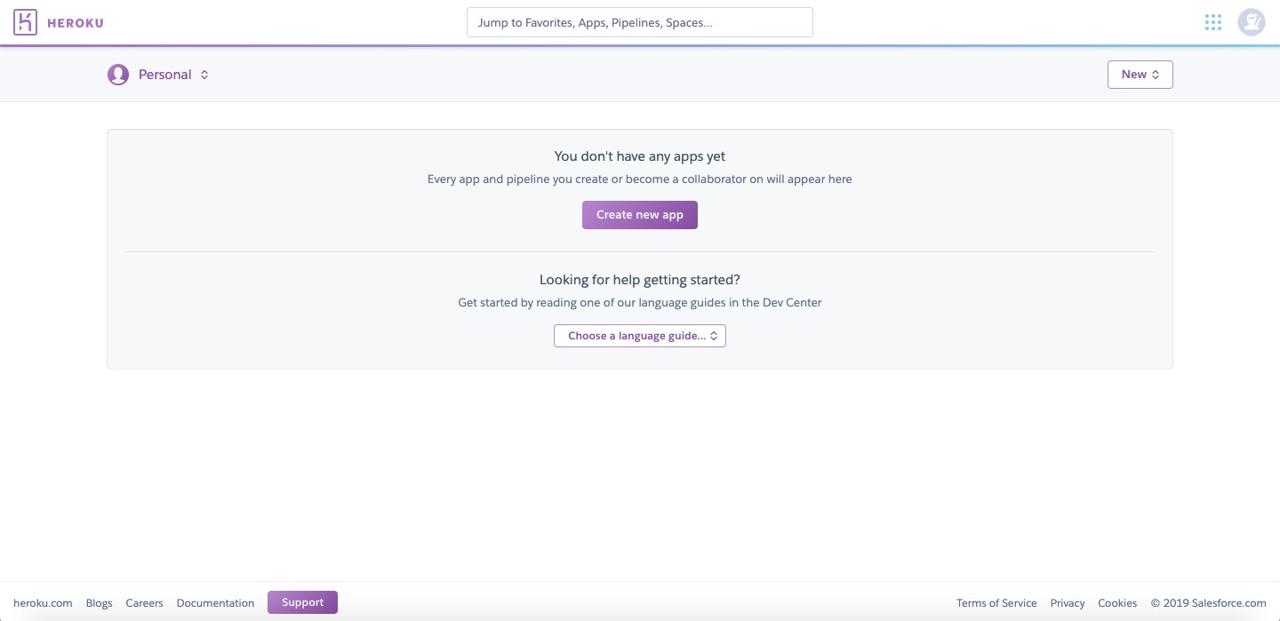 HEROKU
Jump to Favorites, Apps, Pipelines, Spaces...
Personal
New
You don't have any apps yet
Every app and pipeline you create or become a collaborator on will appear here
Create new app
Looking for help getting started?
Get started by reading one of our language guides in the Dev Center
Choose a language guide...
heroku.com Blogs Careers Documentation Support Terms of Service Privacy Cookies © 2019 Salesforce.com